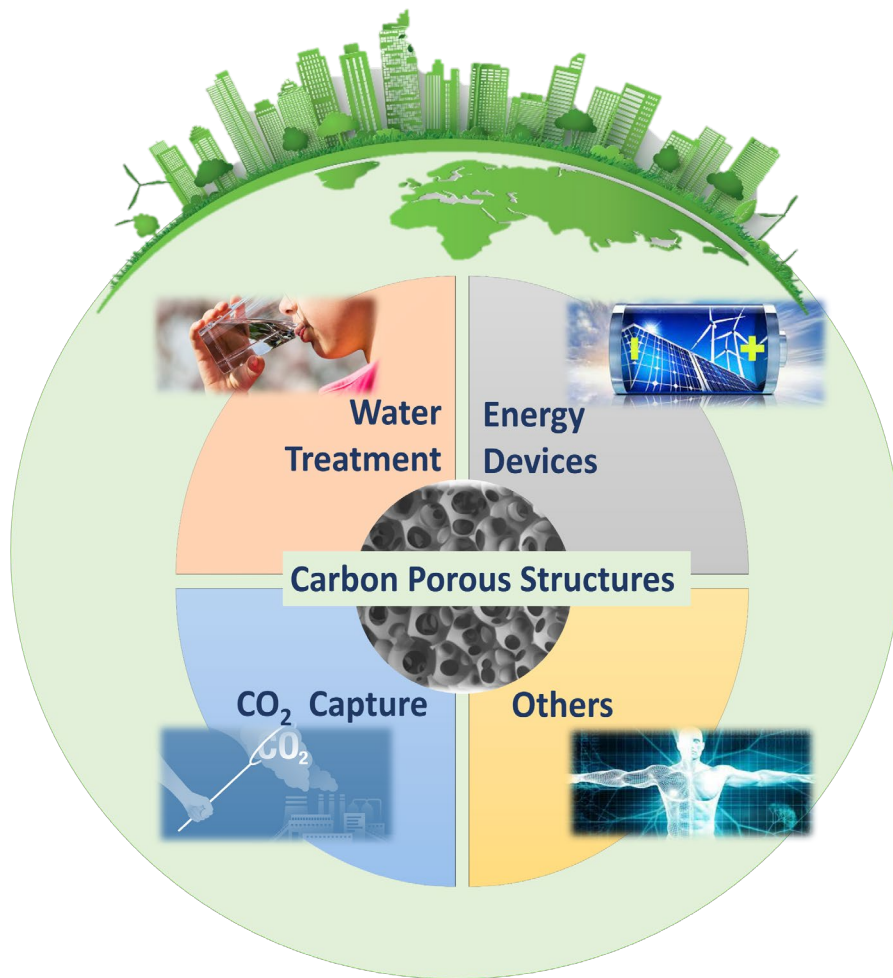 Water
Treatment
Energy
Devices
Carbon Porous Structures
CO₂ Capture
CO₂
Others